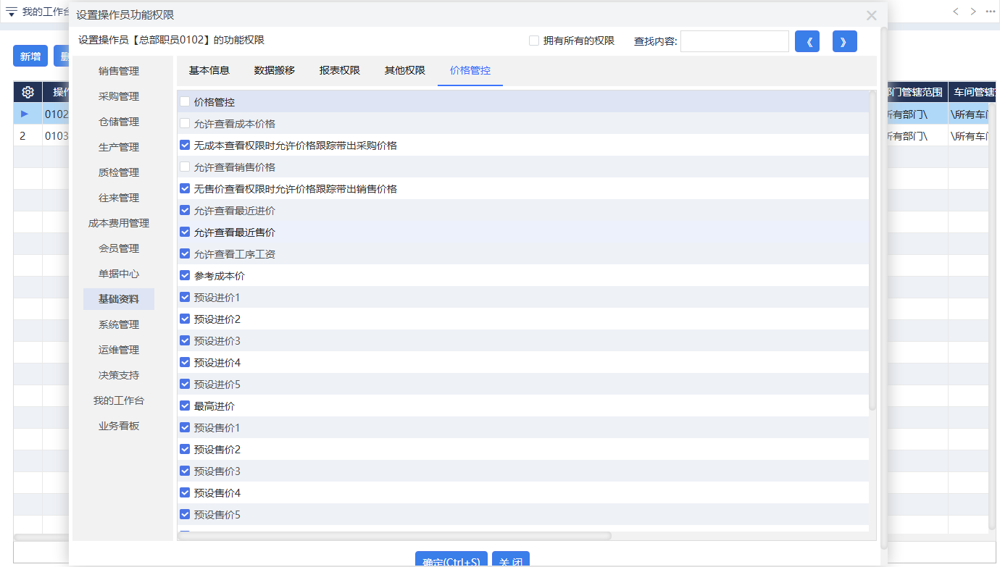 我的工作台
设置操作员功能权限
设置操作员【总部职员0102】的功能权限
拥有所有的权限
查找内容:
《
》
新增
删
操作
0102
2
0103
部门管辖范围
车间管辖
所有部门\
\所有车间
所有部门\
\所有车间
销售管理
采购管理
仓储管理
生产管理
质检管理
往来管理
成本费用管理
会员管理
单据中心
基础资料
系统管理
运维管理
决策支持
我的工作台
业务看板
基本信息
数据搬移
报表权限
其他权限
价格管控
价格管控
允许查看成本价格
无成本查看权限时允许价格跟踪带出采购价格
允许查看销售价格
无售价查看权限时允许价格跟踪带出销售价格
允许查看最近进价
允许查看最近售价
允许查看工序工资
参考成本价
预设进价1
预设进价2
预设进价3
预设进价4
预设进价5
最高进价
预设售价1
预设售价2
预设售价3
预设售价4
预设售价5
确定(Ctrl+S)
关 闭